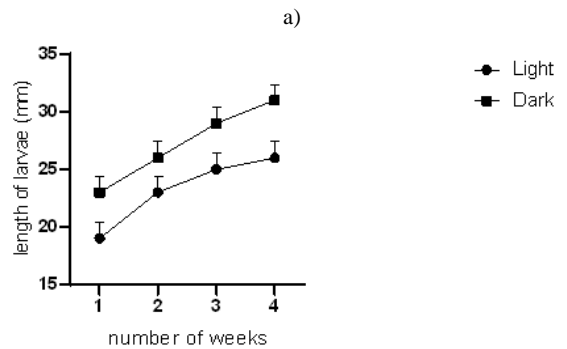 a)
35
30
25
20
15
length of larvae (mm)
1 2 3 4
number of weeks
Light
Dark